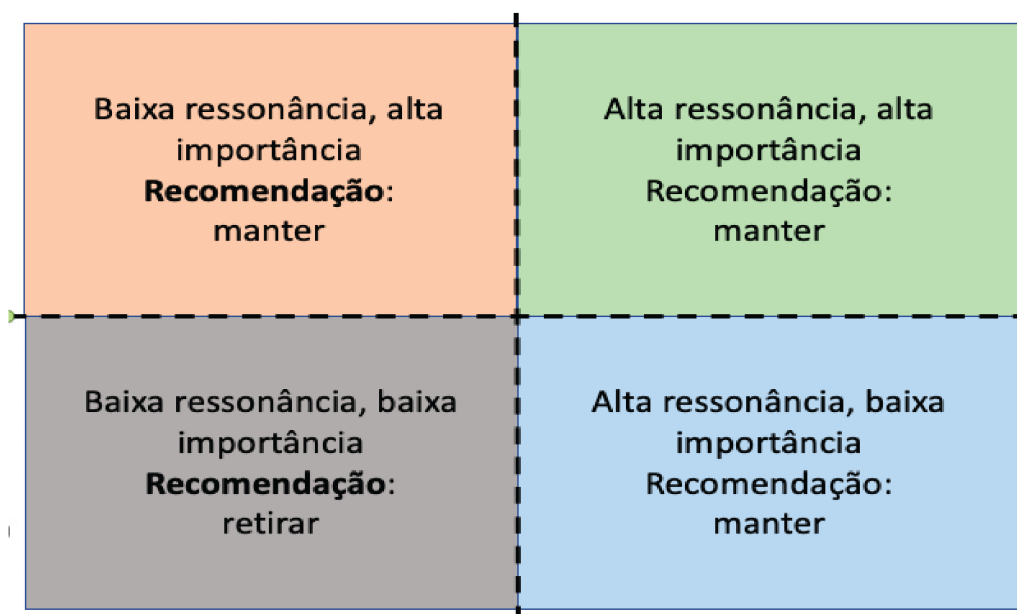 Baixa ressonância, alta
importância
Recomendação:
manter
Alta ressonância, alta
importância
Recomendação:
manter
Baixa ressonância, baixa
importância
Recomendação:
retirar
Alta ressonância, baixa
importância
Recomendação:
manter